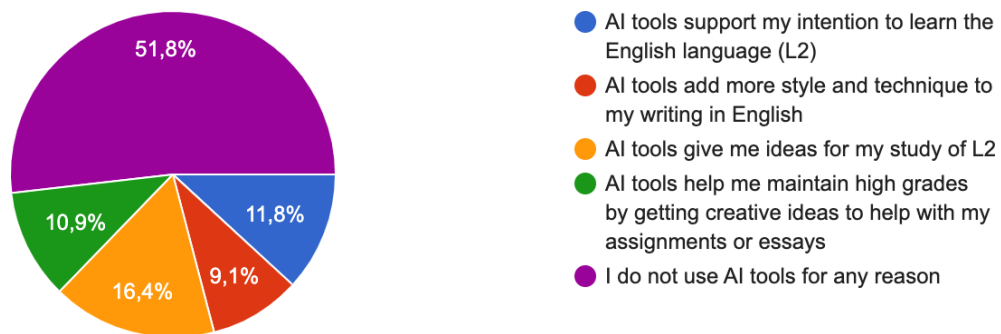 51,8%
11,8%
9,1%
16,4%
10,9%
AI tools support my intention to learn the
English language (L2)
AI tools add more style and technique to
my writing in English
AI tools give me ideas for my study of L2
AI tools help me maintain high grades
by getting creative ideas to help with my
assignments or essays
I do not use AI tools for any reason